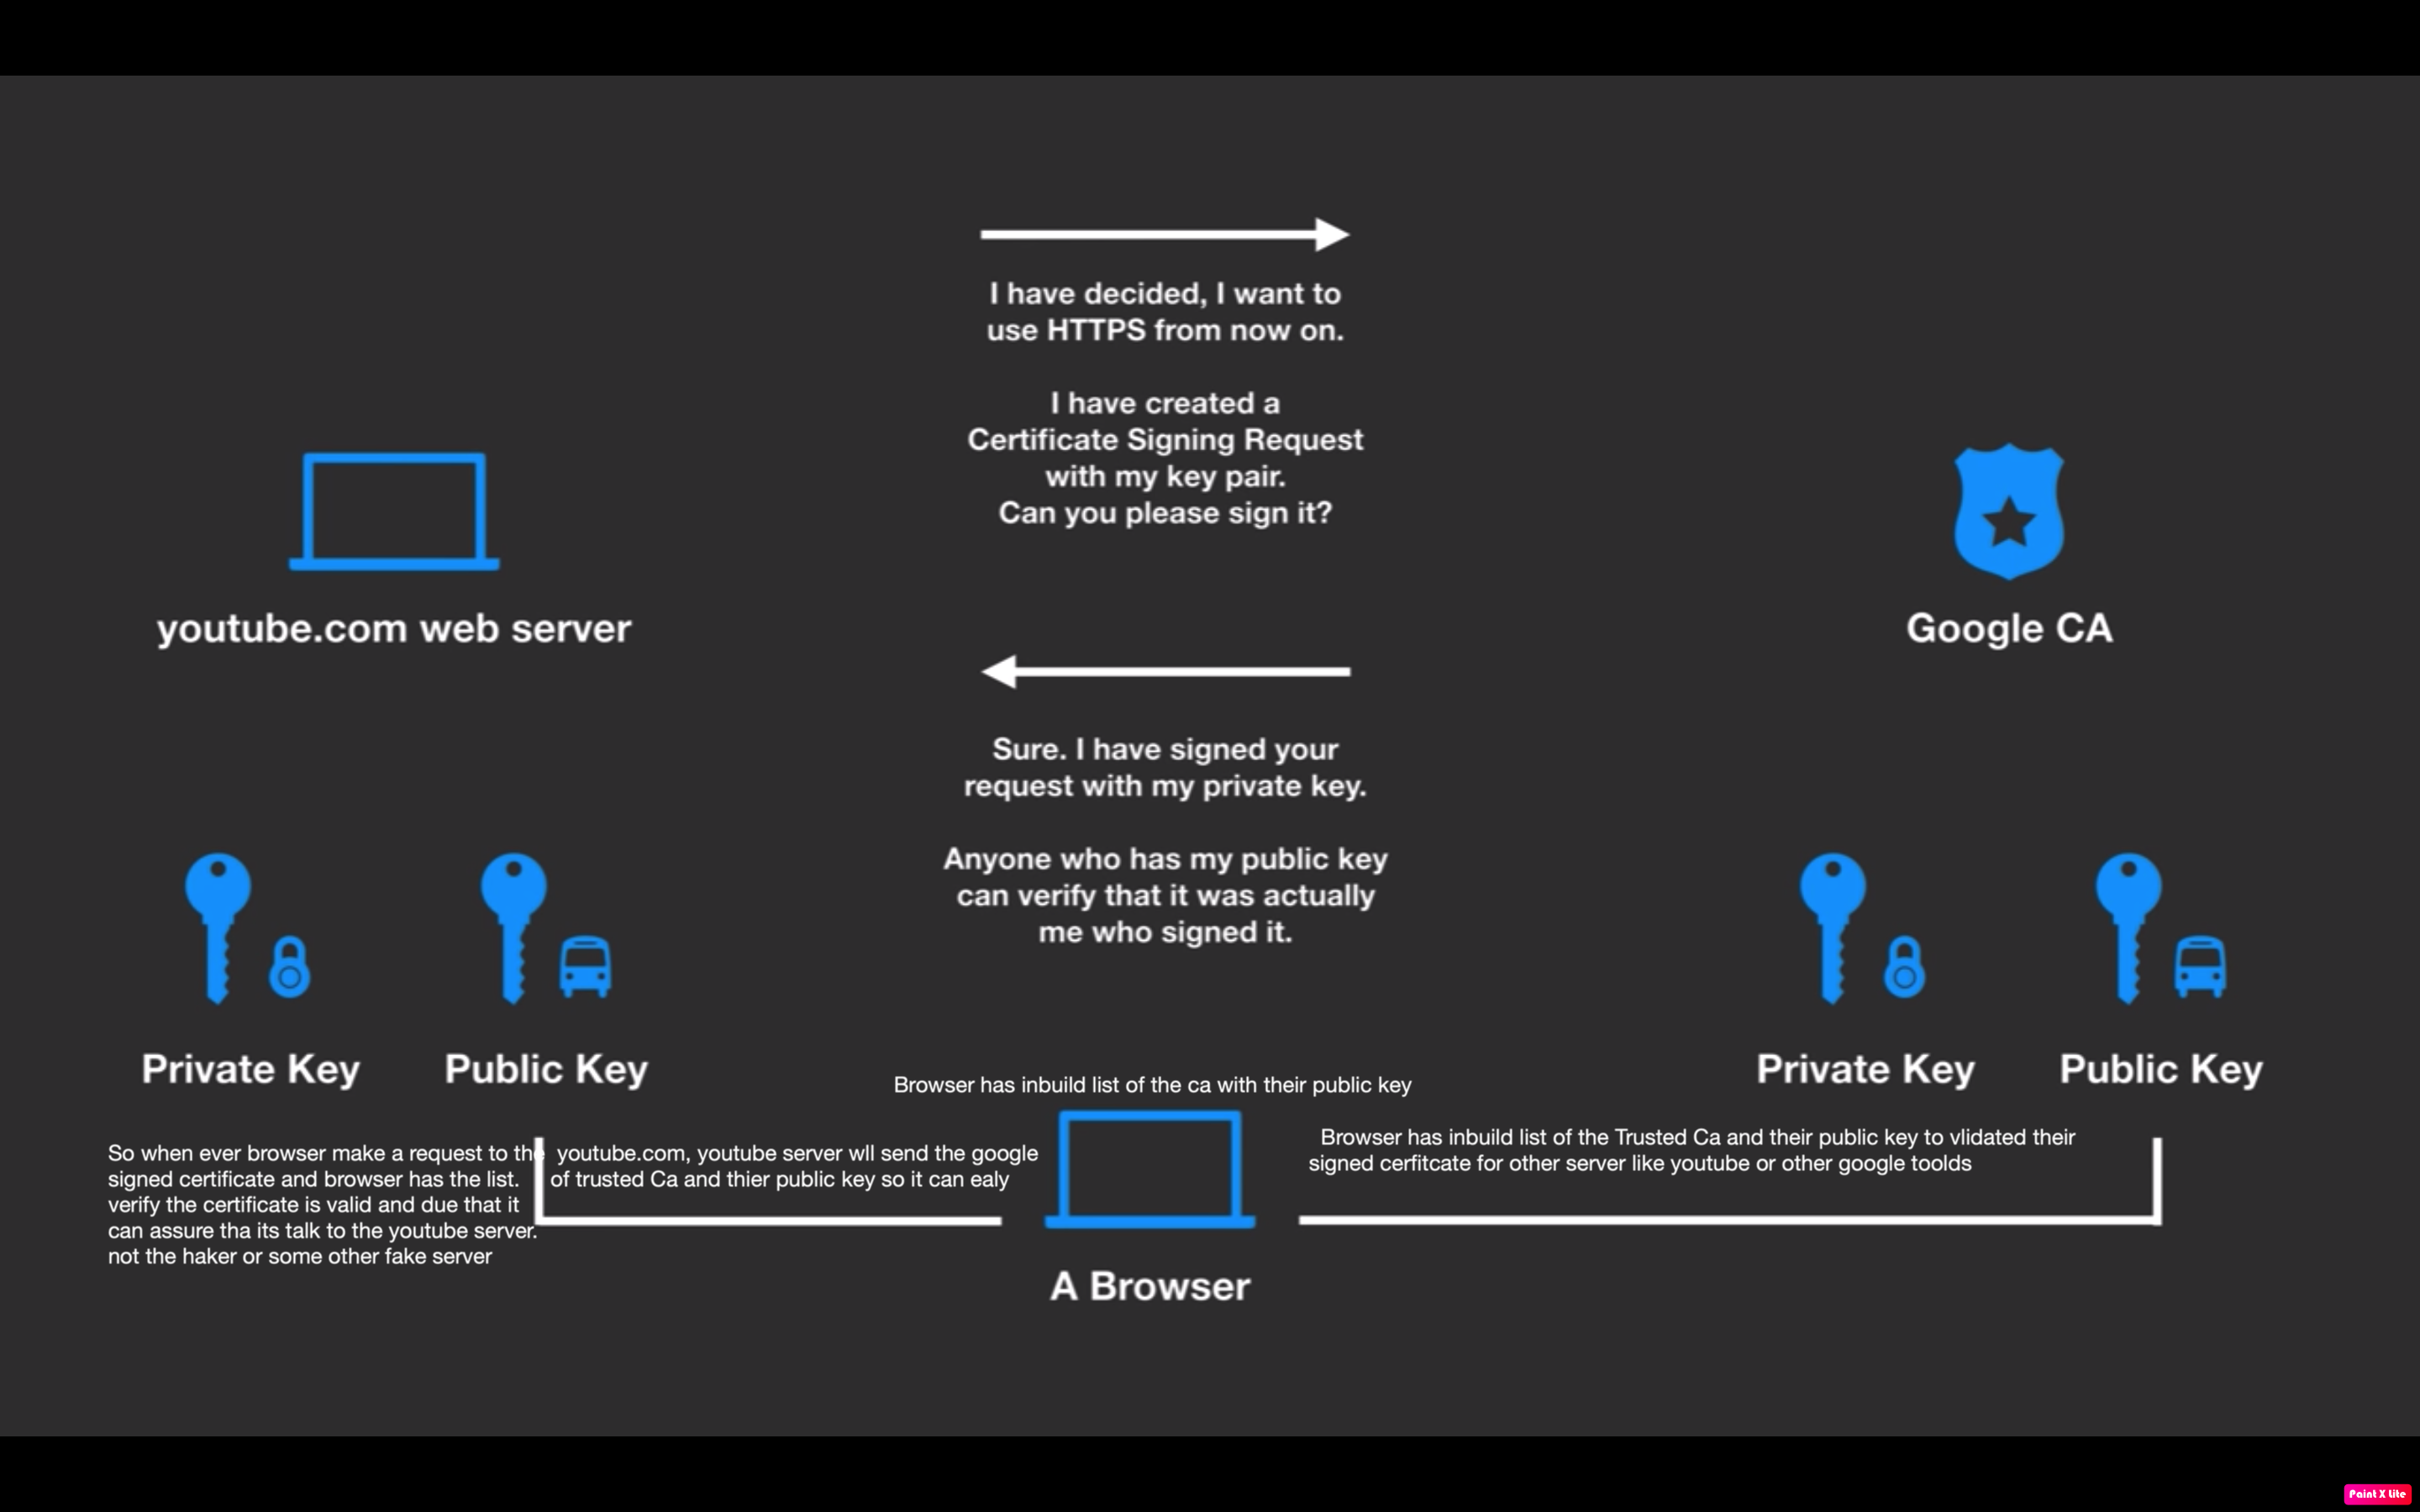 I have decided, I want to
use HTTPS from now on.
I have created a
Certificate Signing Request
with my key pair.
Can you please sign it?
youtube.com web server
Google CA
Sure. I have signed your
request with my private key.
Anyone who has my public key
can verify that it was actually
me who signed it.
Private Key
Public Key
Private Key
Public Key
Browser has inbuild list of the ca with their public key
So when ever browser make a request to the youtube.com, youtube server wll send the google
signed certificate and browser has the list. of trusted Ca and thier public key so it can ealy
verify the certificate is valid and due that it
can assure tha its talk to the youtube server.
not the haker or some other fake server
Browser has inbuild list of the Trusted Ca and their public key to vlidated their
signed cerfitcate for other server like youtube or other google toolds
A Browser
Paint X lite